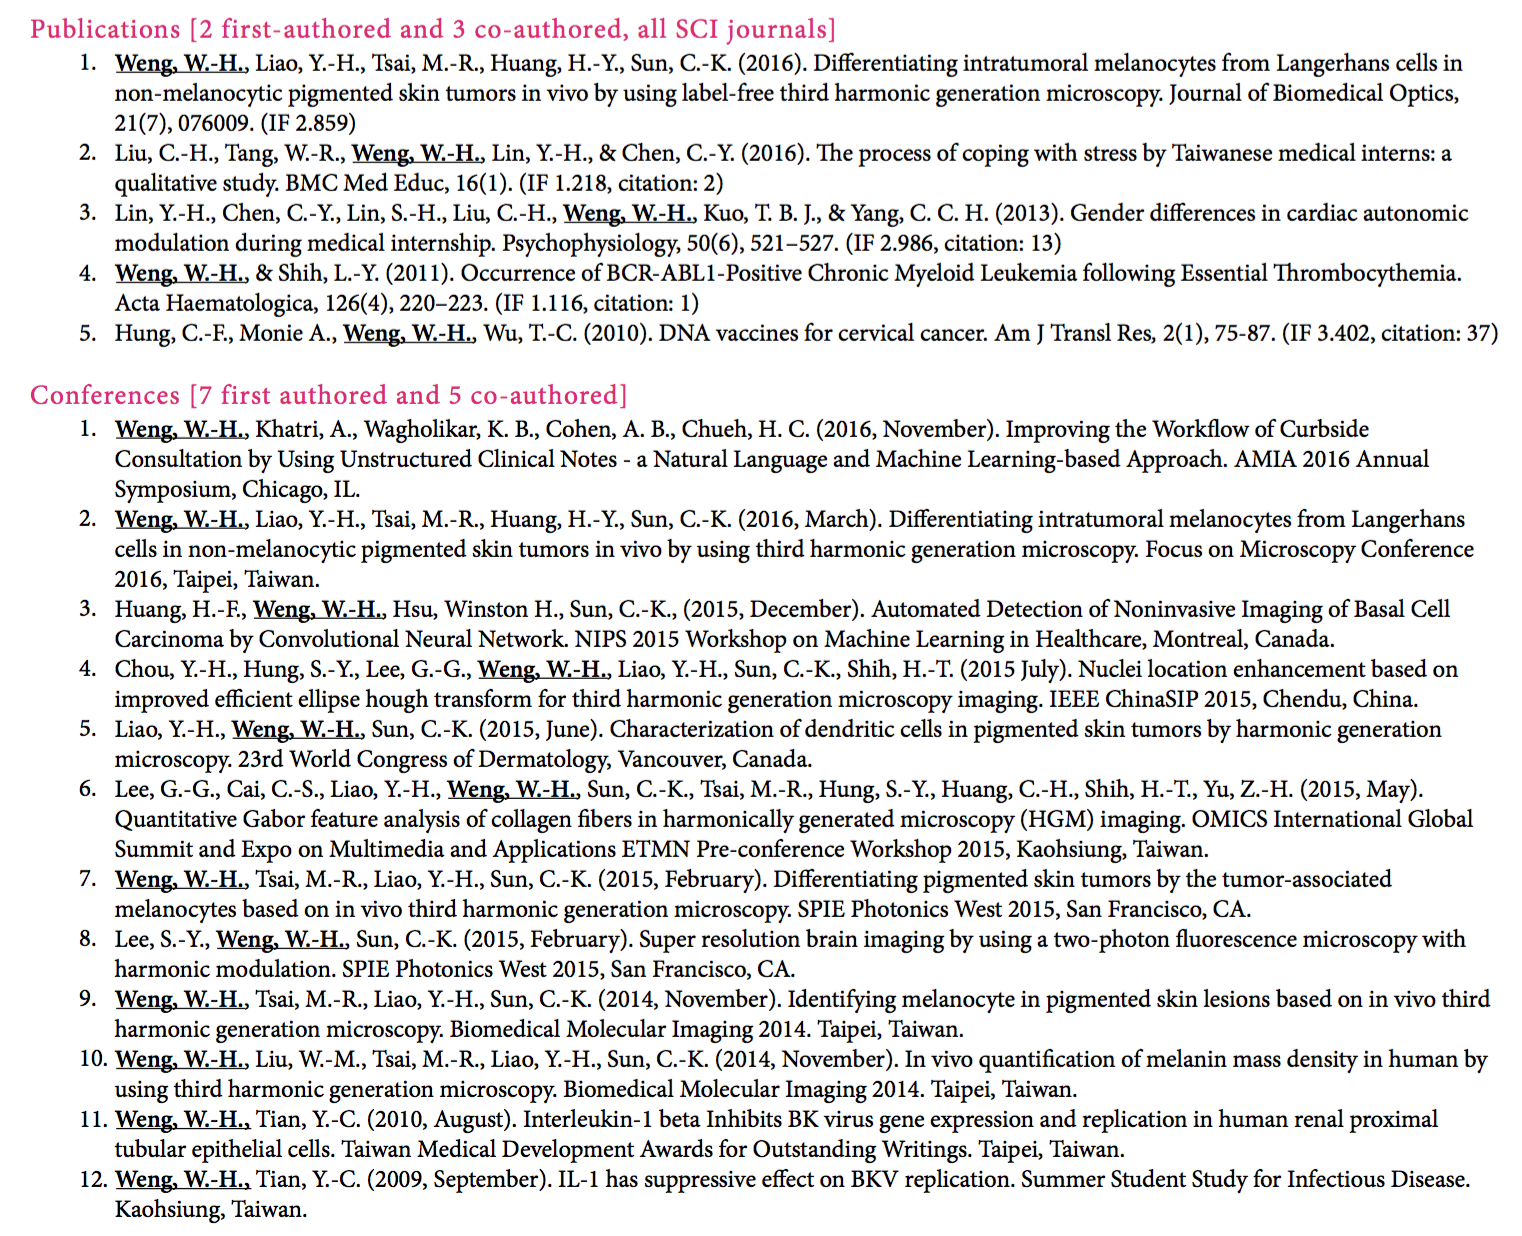 Publications [2 first-authored and 3 co-authored, all SCI journals]
1. Weng, W.-H., Liao, Y.-H., Tsai, M.-R., Huang, H.-Y., Sun, C.-K. (2016). Differentiating intratumoral melanocytes from Langerhans cells in
non-melanocytic pigmented skin tumors in vivo by using label-free third harmonic generation microscopy. Journal of Biomedical Optics,
21(7), 076009. (IF 2.859)
2. Liu, C.-H., Tang, W.-R., Weng, W.-H., Lin, Y.-H., & Chen, C.-Y. (2016). The process of coping with stress by Taiwanese medical interns: a
qualitative study. BMC Med Educ, 16(1). (IF 1.218, citation: 2)
3. Lin, Y.-H., Chen, C.-Y., Lin, S.-H., Liu, C.-H., Weng, W.-H., Kuo, T. B. J., & Yang, C. C. H. (2013). Gender differences in cardiac autonomic
modulation during medical internship. Psychophysiology, 50(6), 521–527. (IF 2.986, citation: 13)
4. Weng, W.-H., & Shih, L.-Y. (2011). Occurrence of BCR-ABL1-Positive Chronic Myeloid Leukemia following Essential Thrombocythemia.
Acta Haematologica, 126(4), 220–223. (IF 1.116, citation: 1)
5. Hung, C.-F., Monie A., Weng, W.-H., Wu, T.-C. (2010). DNA vaccines for cervical cancer. Am J Transl Res, 2(1), 75-87. (IF 3.402, citation: 37)
Conferences [7 first authored and 5 co-authored]
1. Weng, W.-H., Khatri, A., Wagholikar, K. B., Cohen, A. B., Chueh, H. C. (2016, November). Improving the Workflow of Curbside
Consultation by Using Unstructured Clinical Notes - a Natural Language and Machine Learning-based Approach. AMIA 2016 Annual
Symposium, Chicago, IL.
2. Weng, W.-H., Liao, Y.-H., Tsai, M.-R., Huang, H.-Y., Sun, C.-K. (2016, March). Differentiating intratumoral melanocytes from Langerhans
cells in non-melanocytic pigmented skin tumors in vivo by using third harmonic generation microscopy. Focus on Microscopy Conference
2016, Taipei, Taiwan.
3. Huang, H.-F., Weng, W.-H., Hsu, Winston H., Sun, C.-K., (2015, December). Automated Detection of Noninvasive Imaging of Basal Cell
Carcinoma by Convolutional Neural Network. NIPS 2015 Workshop on Machine Learning in Healthcare, Montreal, Canada.
4. Chou, Y.-H., Hung, S.-Y., Lee, G.-G., Weng, W.-H., Liao, Y.-H., Sun, C.-K., Shih, H.-T. (2015 July). Nuclei location enhancement based on
improved efficient ellipse hough transform for third harmonic generation microscopy imaging. IEEE ChinaSIP 2015, Chendu, China.
5. Liao, Y.-H., Weng, W.-H., Sun, C.-K. (2015, June). Characterization of dendritic cells in pigmented skin tumors by harmonic generation
microscopy. 23rd World Congress of Dermatology, Vancouver, Canada.
6. Lee, G.-G., Cai, C.-S., Liao, Y.-H., Weng, W.-H., Sun, C.-K., Tsai, M.-R., Hung, S.-Y., Huang, C.-H., Shih, H.-T., Yu, Z.-H. (2015, May).
Quantitative Gabor feature analysis of collagen fibers in harmonically generated microscopy (HGM) imaging. OMICS International Global
Summit and Expo on Multimedia and Applications ETMN Pre-conference Workshop 2015, Kaohsiung, Taiwan.
7. Weng, W.-H., Tsai, M.-R., Liao, Y.-H., Sun, C.-K. (2015, February). Differentiating pigmented skin tumors by the tumor-associated
melanocytes based on in vivo third harmonic generation microscopy. SPIE Photonics West 2015, San Francisco, CA.
8. Lee, S.-Y., Weng, W.-H., Sun, C.-K. (2015, February). Super resolution brain imaging by using a two-photon fluorescence microscopy with
harmonic modulation. SPIE Photonics West 2015, San Francisco, CA.
9. Weng, W.-H., Tsai, M.-R., Liao, Y.-H., Sun, C.-K. (2014, November). Identifying melanocyte in pigmented skin lesions based on in vivo third
harmonic generation microscopy. Biomedical Molecular Imaging 2014. Taipei, Taiwan.
10. Weng, W.-H., Liu, W.-M., Tsai, M.-R., Liao, Y.-H., Sun, C.-K. (2014, November). In vivo quantification of melanin mass density in human by
using third harmonic generation microscopy. Biomedical Molecular Imaging 2014. Taipei, Taiwan.
11. Weng, W.-H., Tian, Y.-C. (2010, August). Interleukin-1 beta Inhibits BK virus gene expression and replication in human renal proximal
tubular epithelial cells. Taiwan Medical Development Awards for Outstanding Writings. Taipei, Taiwan.
12. Weng, W.-H., Tian, Y.-C. (2009, September). IL-1 has suppressive effect on BKV replication. Summer Student Study for Infectious Disease.
Kaohsiung, Taiwan.